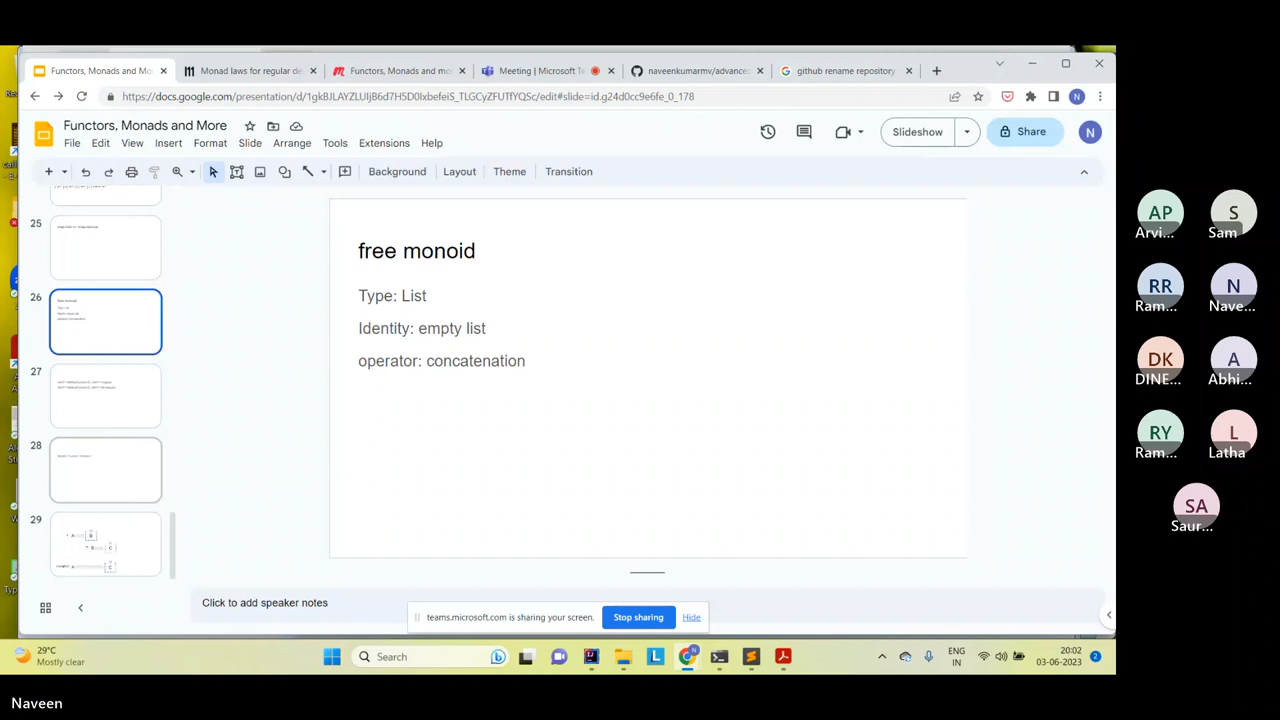 Functors, Monads and Mo
Monad laws for regular de
Functors, Monads and mo
Meeting | Microsoft Te
naveenkumarmv/advance
github rename repository
https://docs.google.com/presentation/d/1gkBJLAYZLUIjB6d7H5D0lxbefeiS_TLGCyZFUTfYQSc/edit#slide=id.g24d0cc9e6fe_0_178
N
Functors, Monads and More
File Edit View Insert Format Slide Arrange Tools Extensions Help
Slideshow
Share
N
Background Layout Theme Transition
25
26
27
28
29
free monoid
Type: List
Identity: empty list
operator: concatenation
Click to add speaker notes
teams.microsoft.com is sharing your screen.
Stop sharing
Hide
29°C
Mostly clear
Search
ENG
IN
20:02
03-06-2023
2
AP
Arvi...
S
Sam
RR
Ram...
N
Nave...
DK
DINE...
A
Abhi...
RY
Ram...
L
Latha
SA
Saur...
Naveen